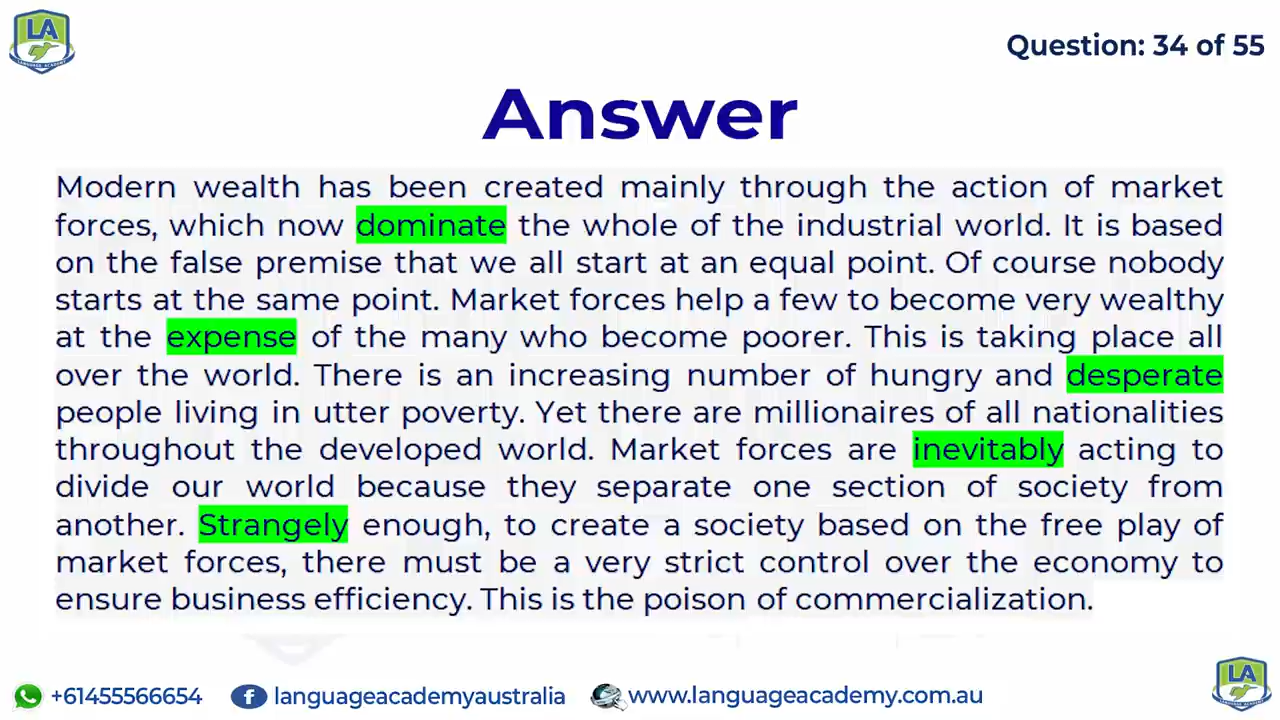 LA
LANGUAGE ACADEMY
Question: 34 of 55
Answer
Modern wealth has been created mainly through the action of market
forces, which now dominate the whole of the industrial world. It is based
on the false premise that we all start at an equal point. Of course nobody
starts at the same point. Market forces help a few to become very wealthy
at the expense of the many who become poorer. This is taking place all
over the world. There is an increasing number of hungry and desperate
people living in utter poverty. Yet there are millionaires of all nationalities
throughout the developed world. Market forces are inevitably acting to
divide our world because they separate one section of society from
another. Strangely enough, to create a society based on the free play of
market forces, there must be a very strict control over the economy to
ensure business efficiency. This is the poison of commercialization.
+61455566654 languageacademyaustralia www.languageacademy.com.au
LA
LANGUAGE ACADEMY